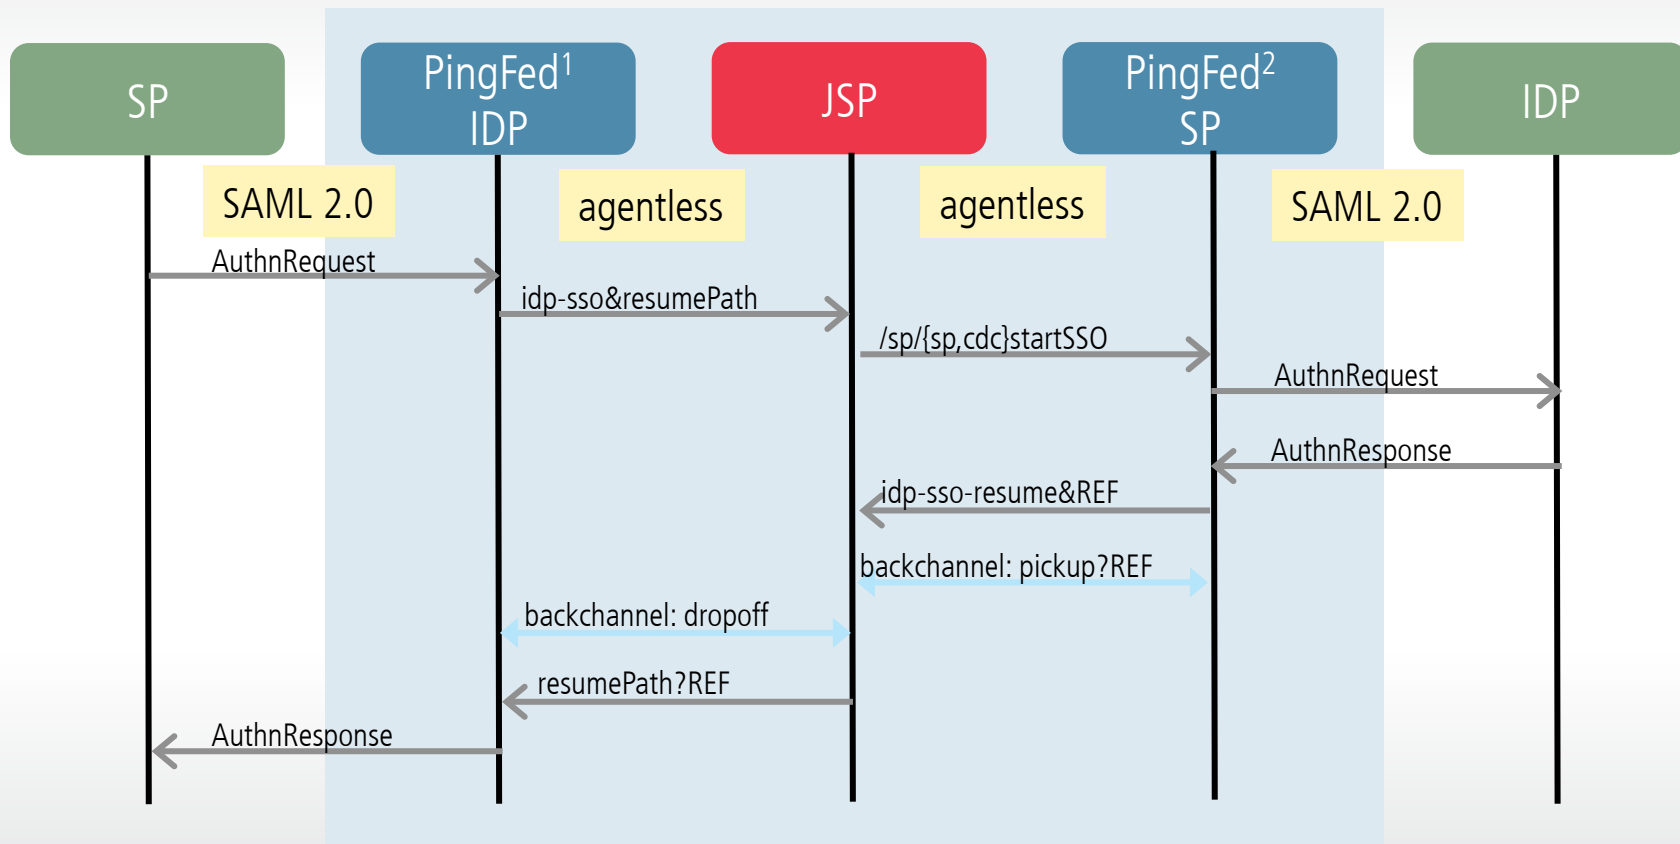 SP
PingFed1
IDP
JSP
PingFed2
SP
IDP
SAML 2.0
agentless
agentless
SAML 2.0
AuthnRequest
idp-sso&resumePath
/sp/{sp,cdc}startSSO
AuthnRequest
AuthnResponse
idp-sso-resume&REF
backchannel: pickup?REF
backchannel: dropoff
resumePath?REF
AuthnResponse